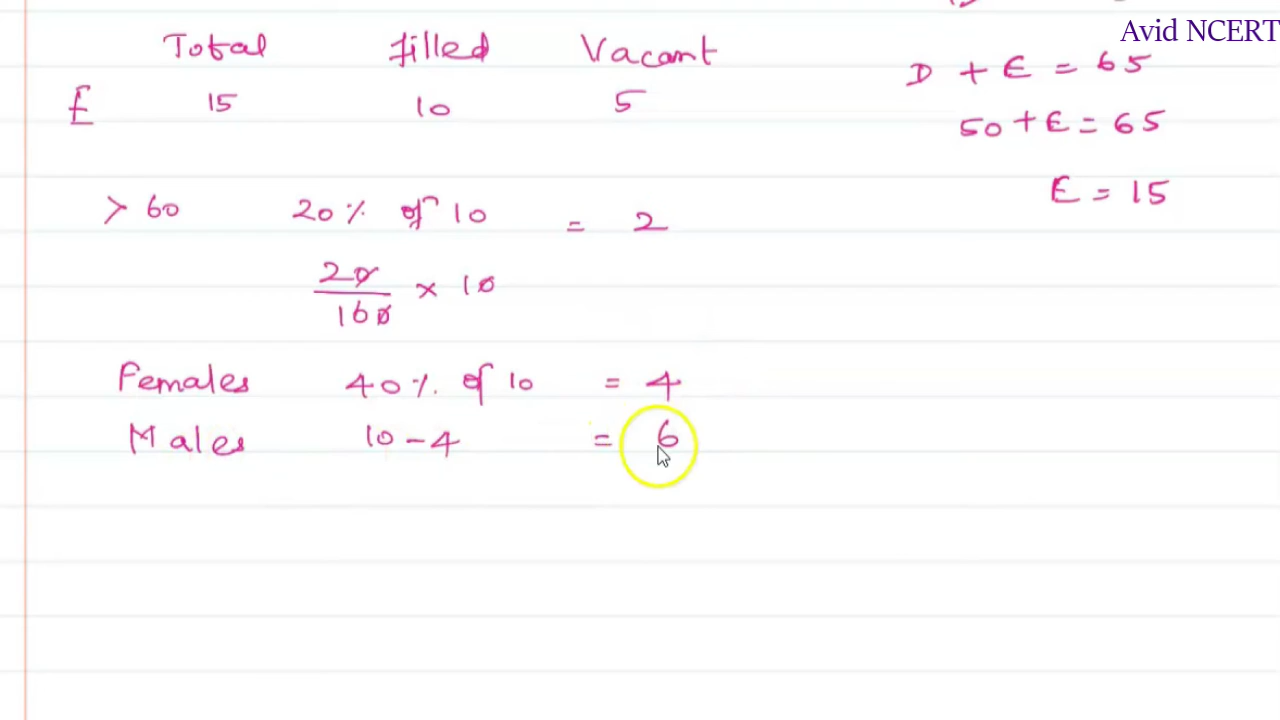 Avid NCERT
Total filled Vacant
D + E = 65
E 15 10 5
50 + E = 65
E = 15
> 60 20% of 10 = 2
20/100 × 10
Females 40% of 10 = 4
Males 10 - 4 = 6